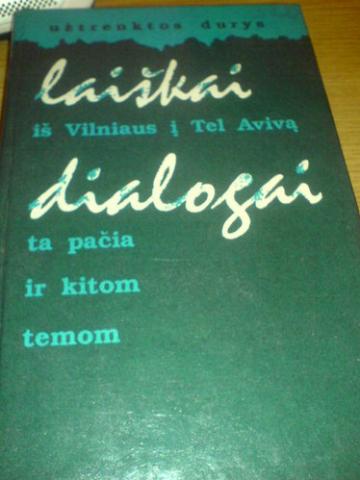 užtrenktos durys
laiškai
iš Vilniaus į Tel Avivą
dialogai
ta pačia
ir kitom
temom